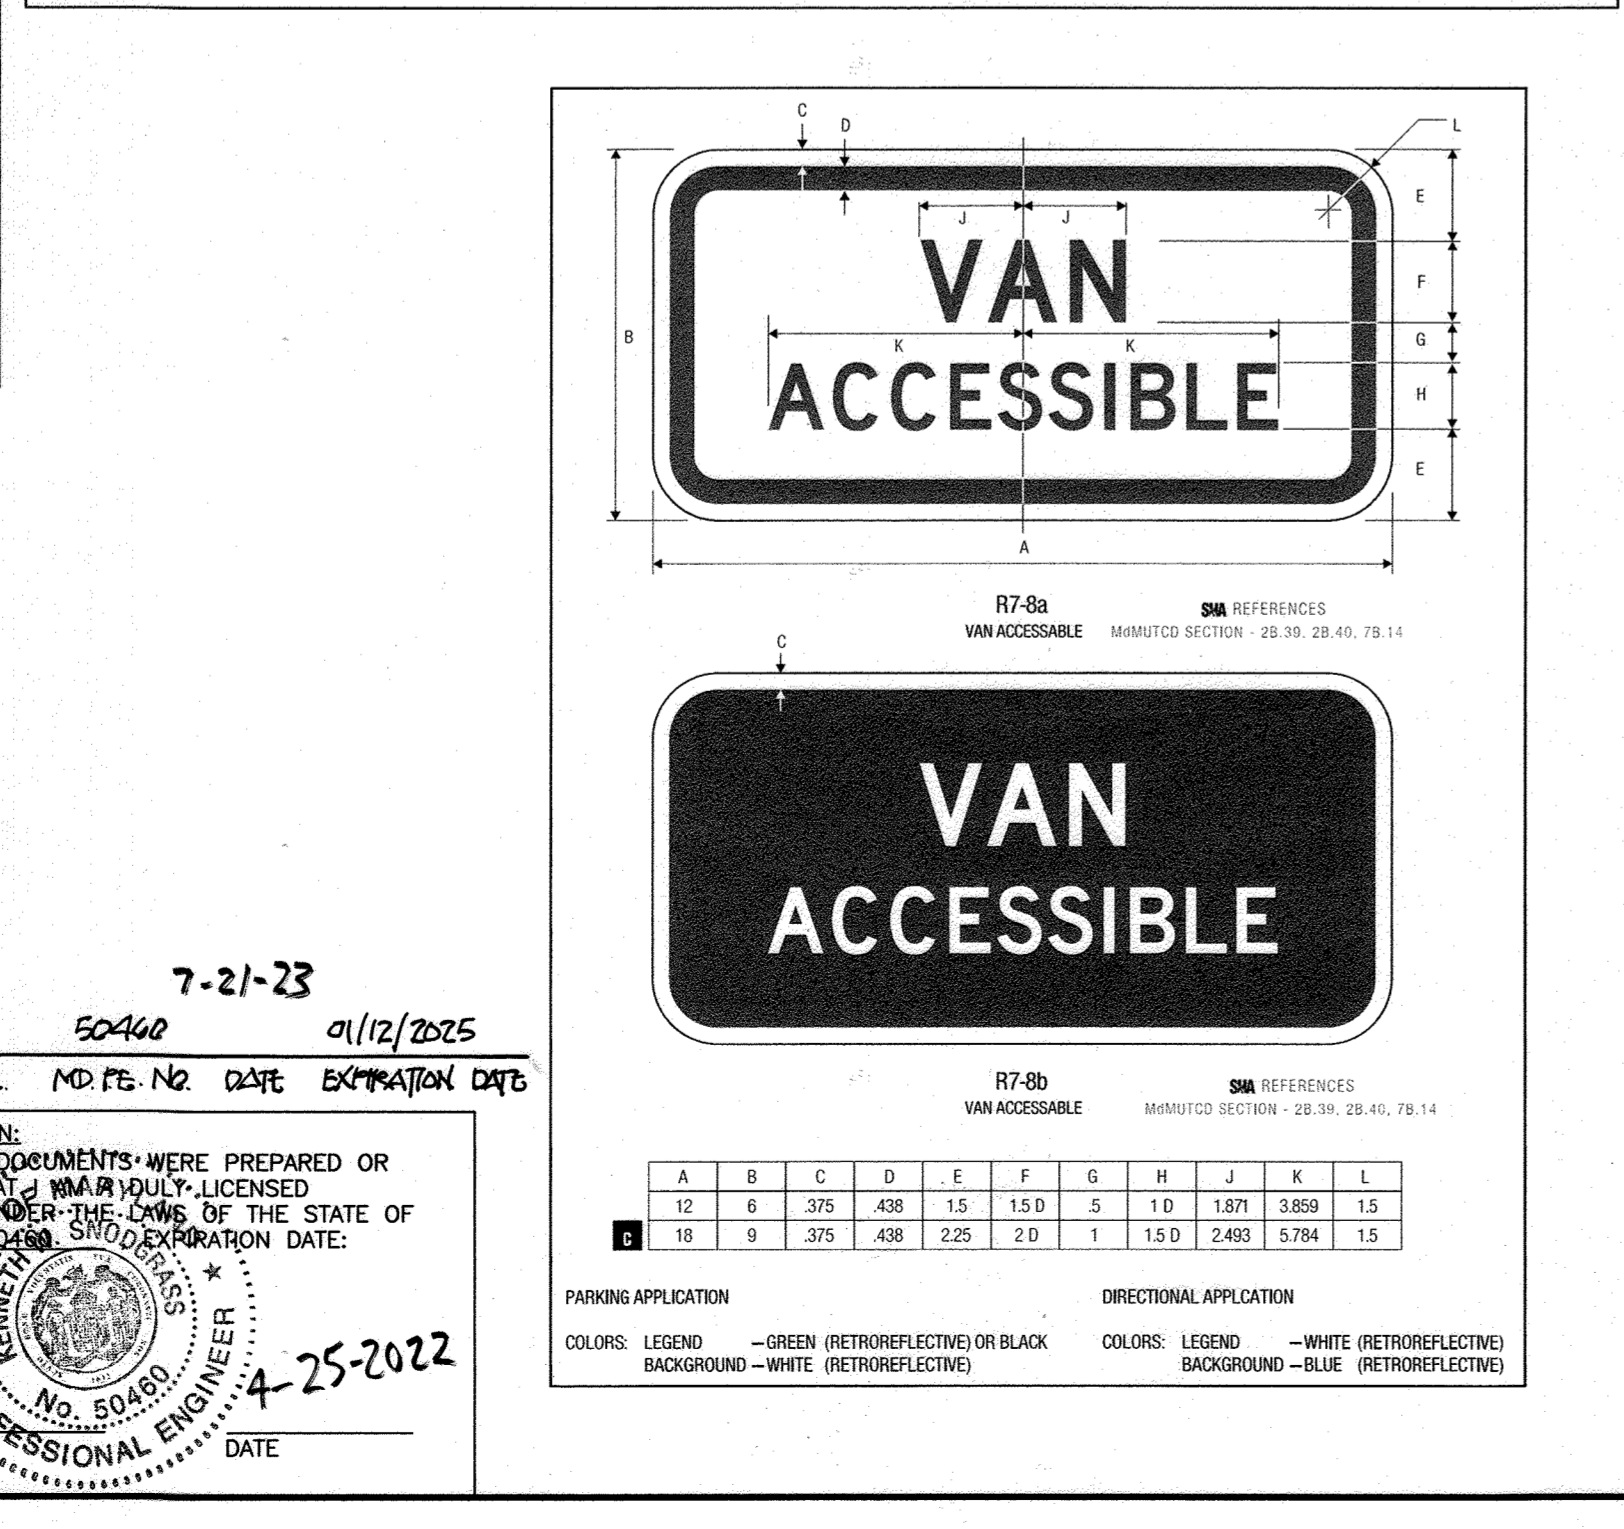 C
D
L
E
J
J
VAN
F
B
K
K
G
ACCESSIBLE
H
E
A
R7-8a
VAN ACCESSABLE
SHA REFERENCES
MdMUTCD SECTION - 2B.39, 2B.40, 7B.14
C
VAN
ACCESSIBLE
R7-8b
VAN ACCESSABLE
SHA REFERENCES
MdMUTCD SECTION - 2B.39, 2B.40, 7B.14
A B C D E F G H J K L
12 6 .375 .438 1.5 1.5 D .5 1 D 1.871 3.859 1.5
C 18 9 .375 .438 2.25 2 D 1 1.5 D 2.493 5.784 1.5
PARKING APPLICATION
COLORS: LEGEND – GREEN (RETROREFLECTIVE) OR BLACK
BACKGROUND – WHITE (RETROREFLECTIVE)
DIRECTIONAL APPLCATION
COLORS: LEGEND – WHITE (RETROREFLECTIVE)
BACKGROUND – BLUE (RETROREFLECTIVE)
7-21-23
50460 01/12/2025
MD. P.E. NO. DATE EXPIRATION DATE
N:
DOCUMENTS WERE PREPARED OR
AT I AM A DULY LICENSED
NDER THE LAWS OF THE STATE OF
0460. EXPIRATION DATE:
KENNETH SNODGRASS
No. 50460
ESSIONAL ENGINEER
4-25-2022
DATE